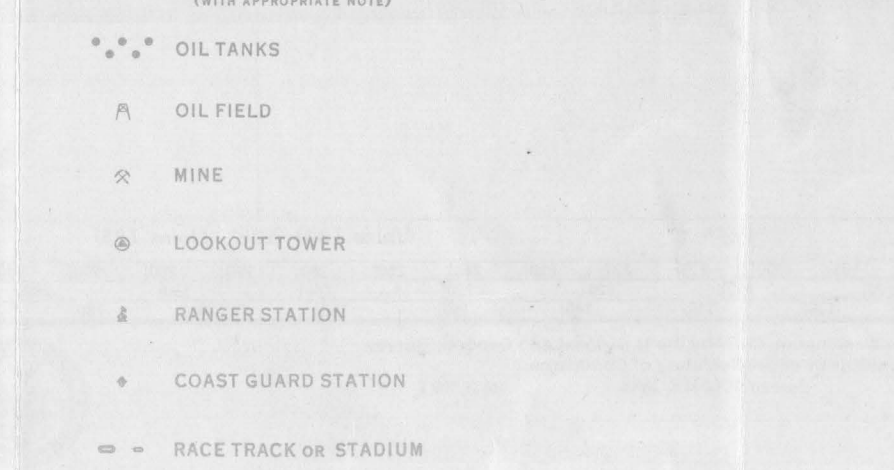 (WITH APPROPRIATE NOTE)
OIL TANKS
OIL FIELD
MINE
LOOKOUT TOWER
RANGER STATION
COAST GUARD STATION
RACE TRACK OR STADIUM